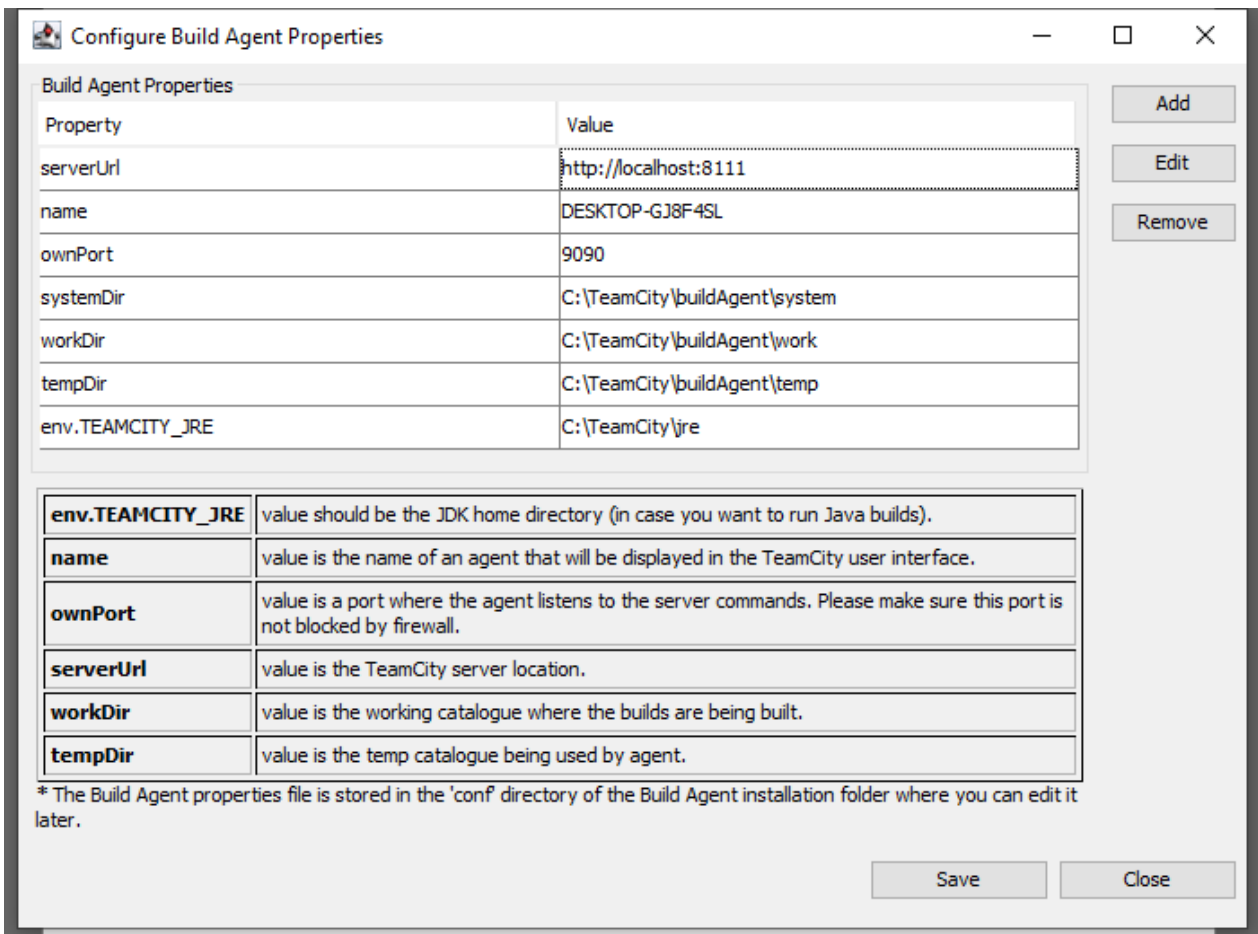 Configure Build Agent Properties
Build Agent Properties
Property Value
serverUrl http://localhost:8111
name DESKTOP-GJ8F4SL
ownPort 9090
systemDir C:\TeamCity\buildAgent\system
workDir C:\TeamCity\buildAgent\work
tempDir C:\TeamCity\buildAgent\temp
env.TEAMCITY_JRE C:\TeamCity\jre
Add
Edit
Remove
env.TEAMCITY_JRE value should be the JDK home directory (in case you want to run Java builds).
name value is the name of an agent that will be displayed in the TeamCity user interface.
ownPort value is a port where the agent listens to the server commands. Please make sure this port is
not blocked by firewall.
serverUrl value is the TeamCity server location.
workDir value is the working catalogue where the builds are being built.
tempDir value is the temp catalogue being used by agent.
* The Build Agent properties file is stored in the 'conf' directory of the Build Agent installation folder where you can edit it
later.
Save Close